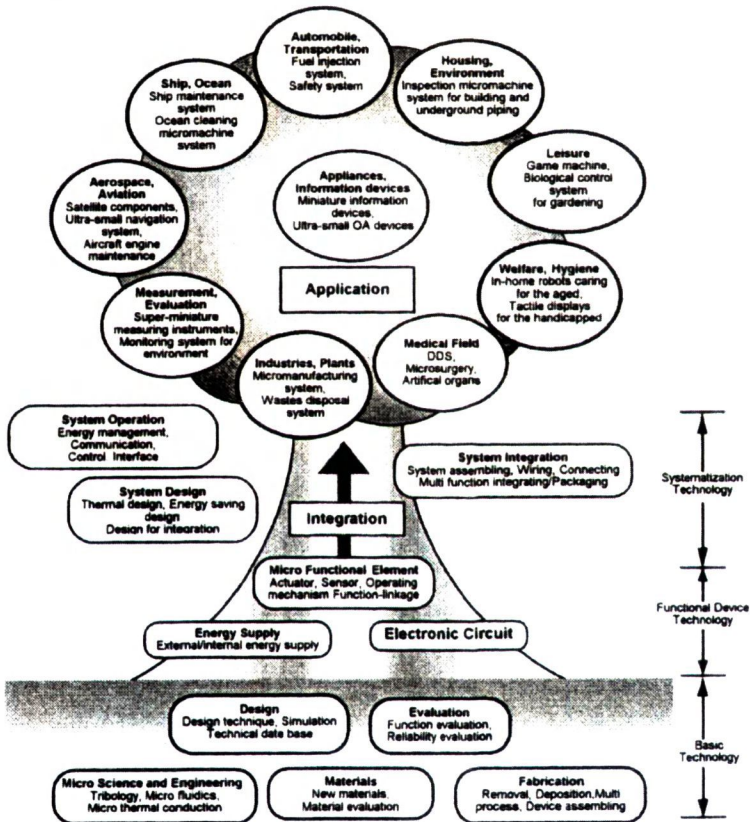 Automobile,
Transportation
Fuel injection
system,
Safety system
Ship, Ocean
Ship maintenance
system
Ocean cleaning
micromachine
system
Housing,
Environment
Inspection micromachine
system for building and
underground piping
Leisure
Game machine,
Biological control
system
for gardening
Appliances,
Information devices
Miniature information
devices,
Ultra-small OA devices
Aerospace,
Aviation
Satellite components,
Ultra-small navigation
system,
Aircraft engine
maintenance
Welfare, Hygiene
In-home robots caring
for the aged,
Tactile displays
for the handicapped
Application
Measurement,
Evaluation
Super-miniature
measuring instruments,
Monitoring system for
environment
Medical Field
DDS,
Microsurgery,
Artifical organs
Industries, Plants
Micromanufacturing
system,
Wastes disposal
system
System Operation
Energy management,
Communication,
Control Interface
System Integration
System assembling, Wiring, Connecting
Multi function integrating/Packaging
System Design
Thermal design, Energy saving
design
Design for integration
Integration
Systematization
Technology
Micro Functional Element
Actuator, Sensor, Operating
mechanism Function-linkage
Functional Device
Technology
Energy Supply
External/internal energy supply
Electronic Circuit
Design
Design technique, Simulation
Technical date base
Evaluation
Function evaluation,
Reliability evaluation
Basic
Technology
Micro Science and Engineering
Tribology, Micro fluidics,
Micro thermal conduction
Materials
New materials,
Material evaluation
Fabrication
Removal, Deposition,Multi
process, Device assembling